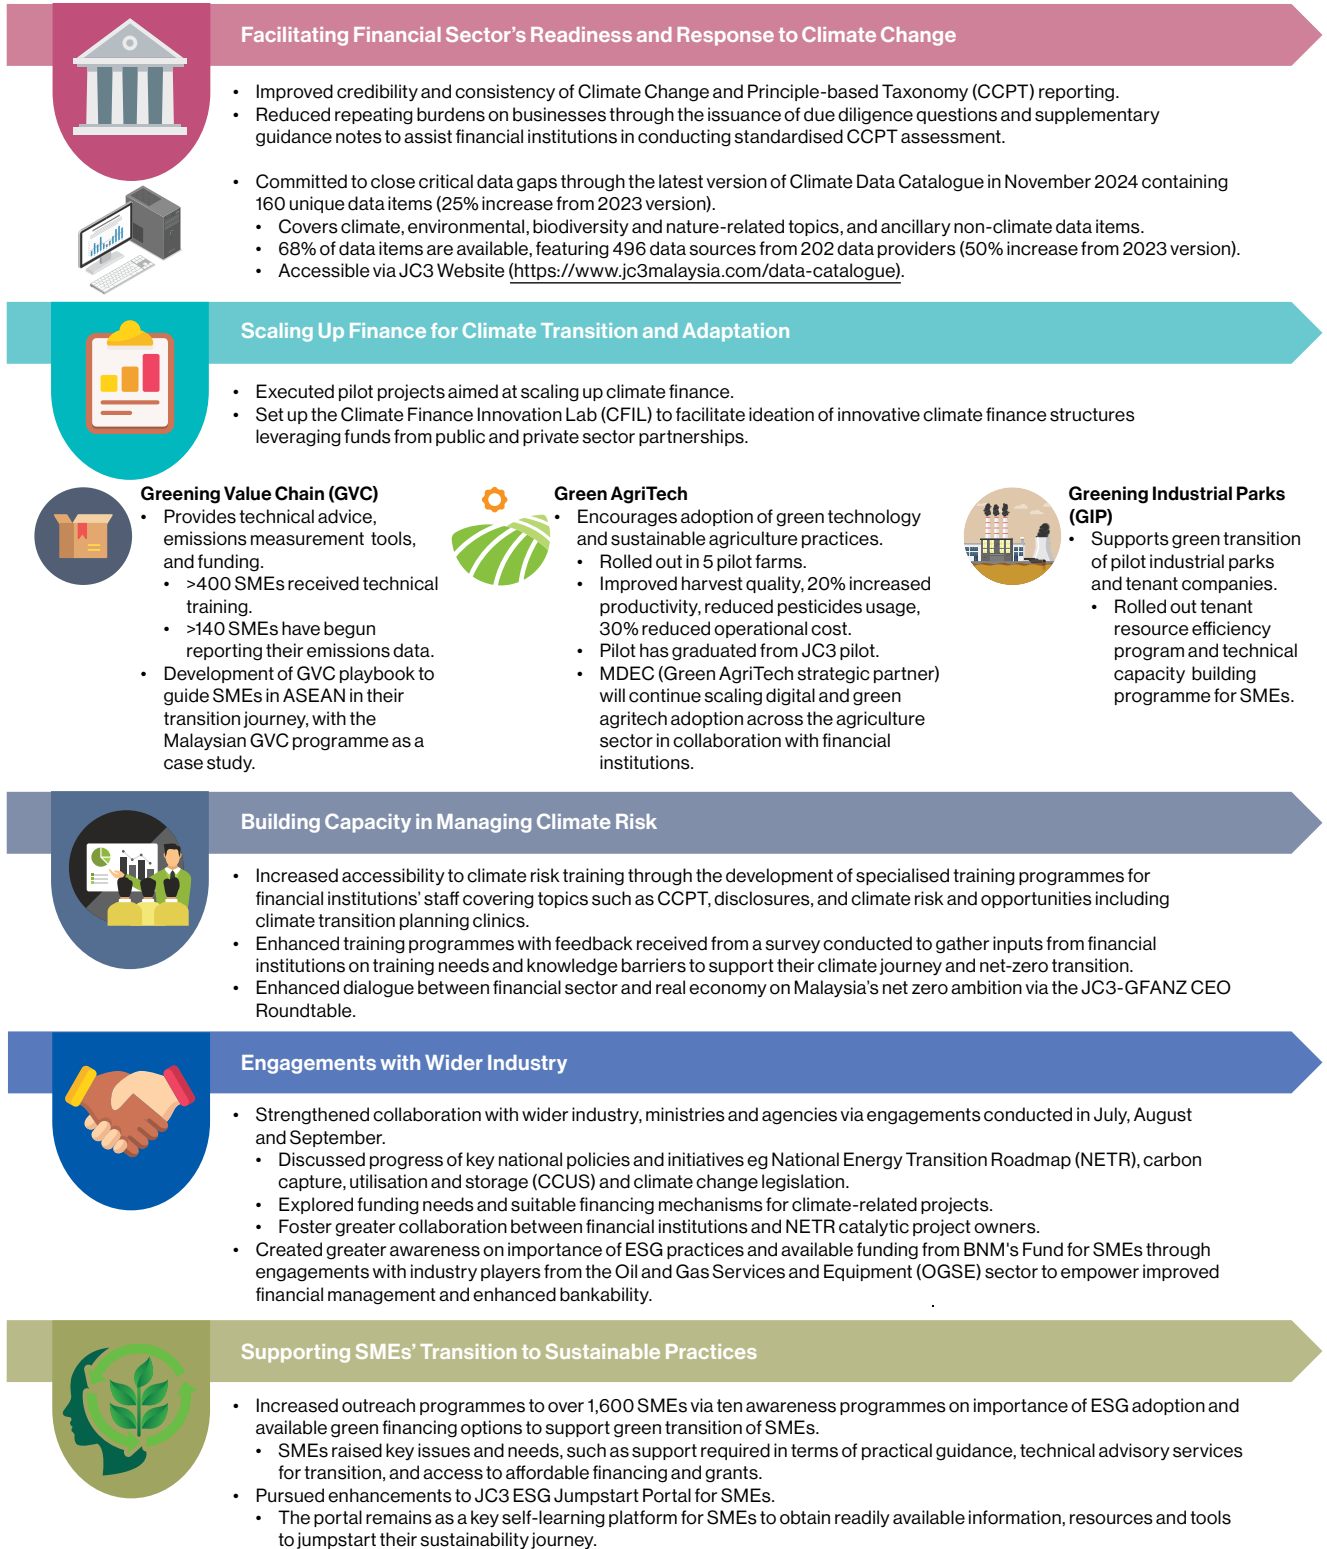 Facilitating Financial Sector's Readiness and Response to Climate Change
• Improved credibility and consistency of Climate Change and Principle-based Taxonomy (CCPT) reporting.
• Reduced repeating burdens on businesses through the issuance of due diligence questions and supplementary
guidance notes to assist financial institutions in conducting standardised CCPT assessment.
• Committed to close critical data gaps through the latest version of Climate Data Catalogue in November 2024 containing
160 unique data items (25% increase from 2023 version).
• Covers climate, environmental, biodiversity and nature-related topics, and ancillary non-climate data items.
• 68% of data items are available, featuring 496 data sources from 202 data providers (50% increase from 2023 version).
• Accessible via JC3 Website (https://www.jc3malaysia.com/data-catalogue).
Scaling Up Finance for Climate Transition and Adaptation
• Executed pilot projects aimed at scaling up climate finance.
• Set up the Climate Finance Innovation Lab (CFIL) to facilitate ideation of innovative climate finance structures
leveraging funds from public and private sector partnerships.
Greening Value Chain (GVC)
• Provides technical advice,
emissions measurement tools,
and funding.
• >400 SMEs received technical
training.
• >140 SMEs have begun
reporting their emissions data.
• Development of GVC playbook to
guide SMEs in ASEAN in their
transition journey, with the
Malaysian GVC programme as a
case study.
Green AgriTech
• Encourages adoption of green technology
and sustainable agriculture practices.
• Rolled out in 5 pilot farms.
• Improved harvest quality, 20% increased
productivity, reduced pesticides usage,
30% reduced operational cost.
• Pilot has graduated from JC3 pilot.
• MDEC (Green AgriTech strategic partner)
will continue scaling digital and green
agritech adoption across the agriculture
sector in collaboration with financial
institutions.
Greening Industrial Parks
(GIP)
• Supports green transition
of pilot industrial parks
and tenant companies.
• Rolled out tenant
resource efficiency
program and technical
capacity building
programme for SMEs.
Building Capacity in Managing Climate Risk
• Increased accessibility to climate risk training through the development of specialised training programmes for
financial institutions' staff covering topics such as CCPT, disclosures, and climate risk and opportunities including
climate transition planning clinics.
• Enhanced training programmes with feedback received from a survey conducted to gather inputs from financial
institutions on training needs and knowledge barriers to support their climate journey and net-zero transition.
• Enhanced dialogue between financial sector and real economy on Malaysia's net zero ambition via the JC3-GFANZ CEO
Roundtable.
Engagements with Wider Industry
• Strengthened collaboration with wider industry, ministries and agencies via engagements conducted in July, August
and September.
• Discussed progress of key national policies and initiatives eg National Energy Transition Roadmap (NETR), carbon
capture, utilisation and storage (CCUS) and climate change legislation.
• Explored funding needs and suitable financing mechanisms for climate-related projects.
• Foster greater collaboration between financial institutions and NETR catalytic project owners.
• Created greater awareness on importance of ESG practices and available funding from BNM's Fund for SMEs through
engagements with industry players from the Oil and Gas Services and Equipment (OGSE) sector to empower improved
financial management and enhanced bankability.
Supporting SMEs' Transition to Sustainable Practices
• Increased outreach programmes to over 1,600 SMEs via ten awareness programmes on importance of ESG adoption and
available green financing options to support green transition of SMEs.
• SMEs raised key issues and needs, such as support required in terms of practical guidance, technical advisory services
for transition, and access to affordable financing and grants.
• Pursued enhancements to JC3 ESG Jumpstart Portal for SMEs.
• The portal remains as a key self-learning platform for SMEs to obtain readily available information, resources and tools
to jumpstart their sustainability journey.